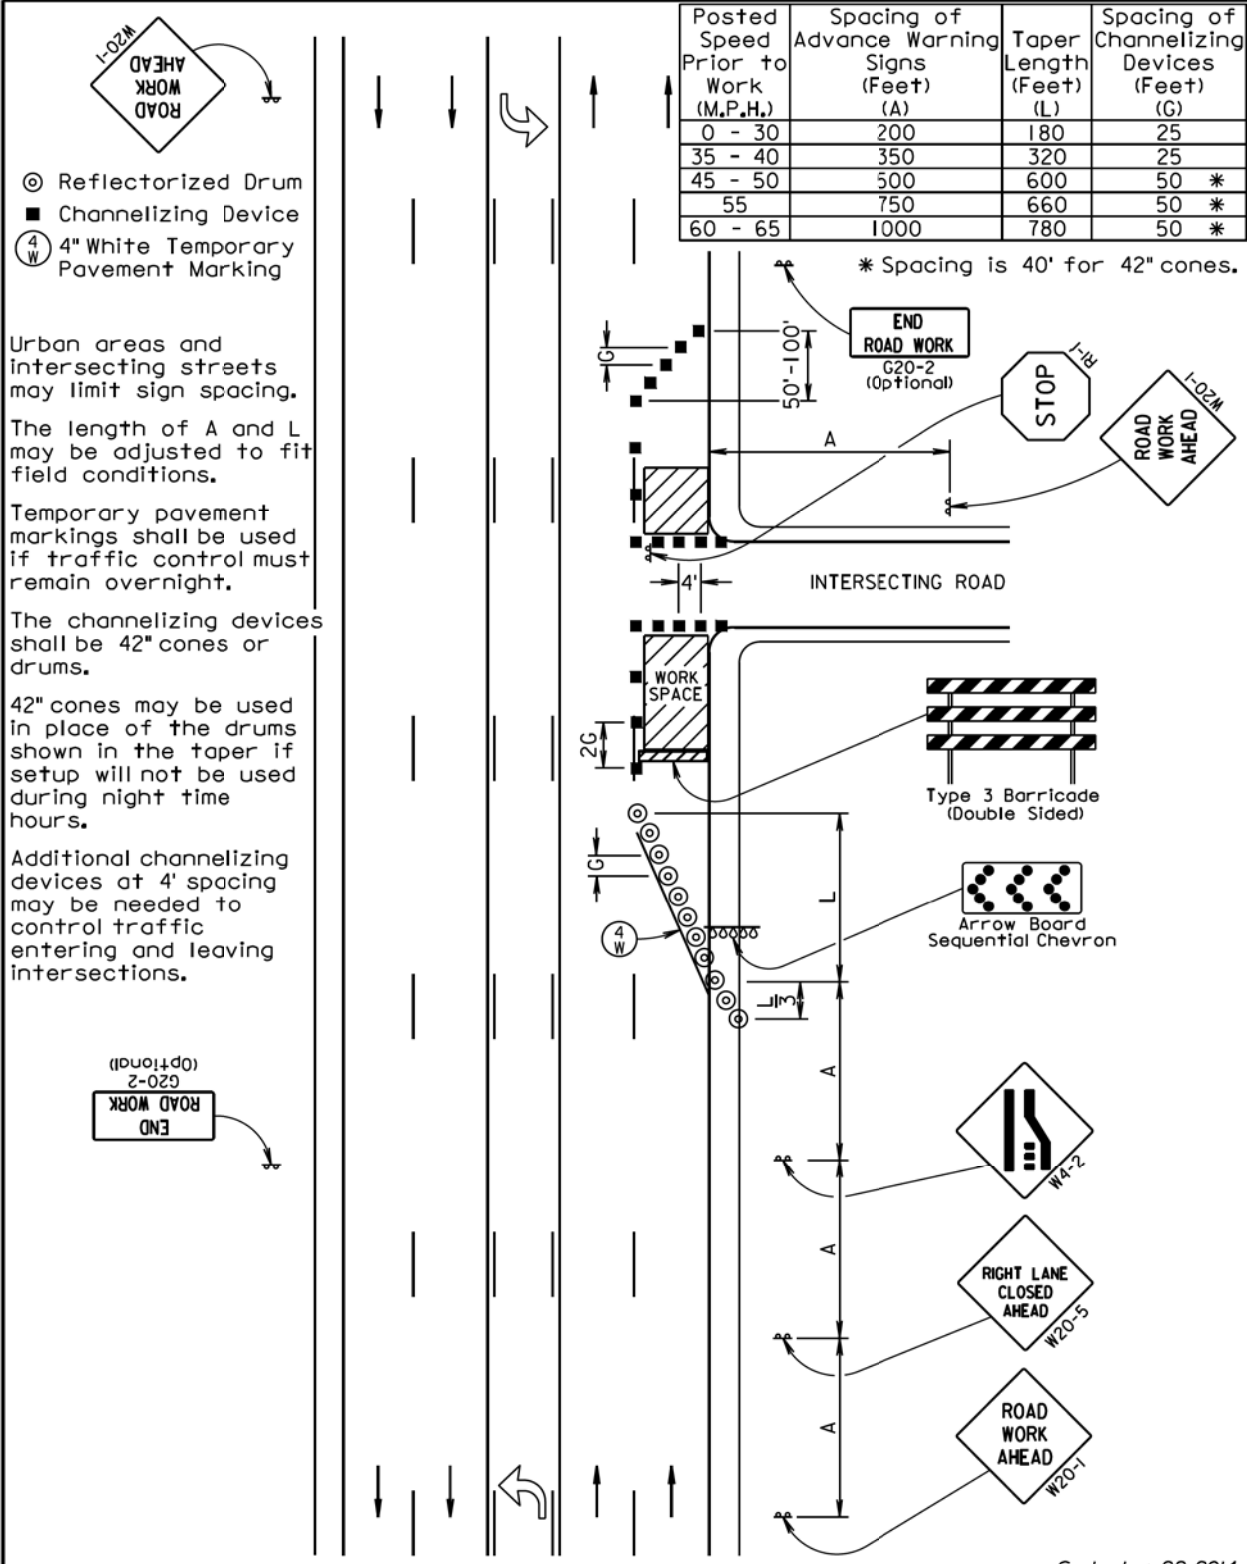 W20-1
ROAD
WORK
AHEAD
Reflectorized Drum
Channelizing Device
4
W
4" White Temporary
Pavement Marking
Urban areas and
intersecting streets
may limit sign spacing.
The length of A and L
may be adjusted to fit
field conditions.
Temporary pavement
markings shall be used
if traffic control must
remain overnight.
The channelizing devices
shall be 42" cones or
drums.
42" cones may be used
in place of the drums
shown in the taper if
setup will not be used
during night time
hours.
Additional channelizing
devices at 4' spacing
may be needed to
control traffic
entering and leaving
intersections.
END
ROAD WORK
G20-2
(Optional)
Posted Speed Prior to Work (M.P.H.) Spacing of Advance Warning Signs (Feet) (A) Taper Length (Feet) (L) Spacing of Channelizing Devices (Feet) (G)
0 - 30 200 180 25
35 - 40 350 320 25
45 - 50 500 600 50 *
55 750 660 50 *
60 - 65 1000 780 50 *
* Spacing is 40' for 42" cones.
END
ROAD WORK
G20-2
(Optional)
G
50'-100'
STOP
R1-1
ROAD
WORK
AHEAD
W20-1
A
4'
INTERSECTING ROAD
WORK
SPACE
2G
Type 3 Barricade
(Double Sided)
G
L
4
W
Arrow Board
Sequential Chevron
L
3
A
W4-2
A
RIGHT LANE
CLOSED
AHEAD
W20-5
A
ROAD
WORK
AHEAD
W20-1